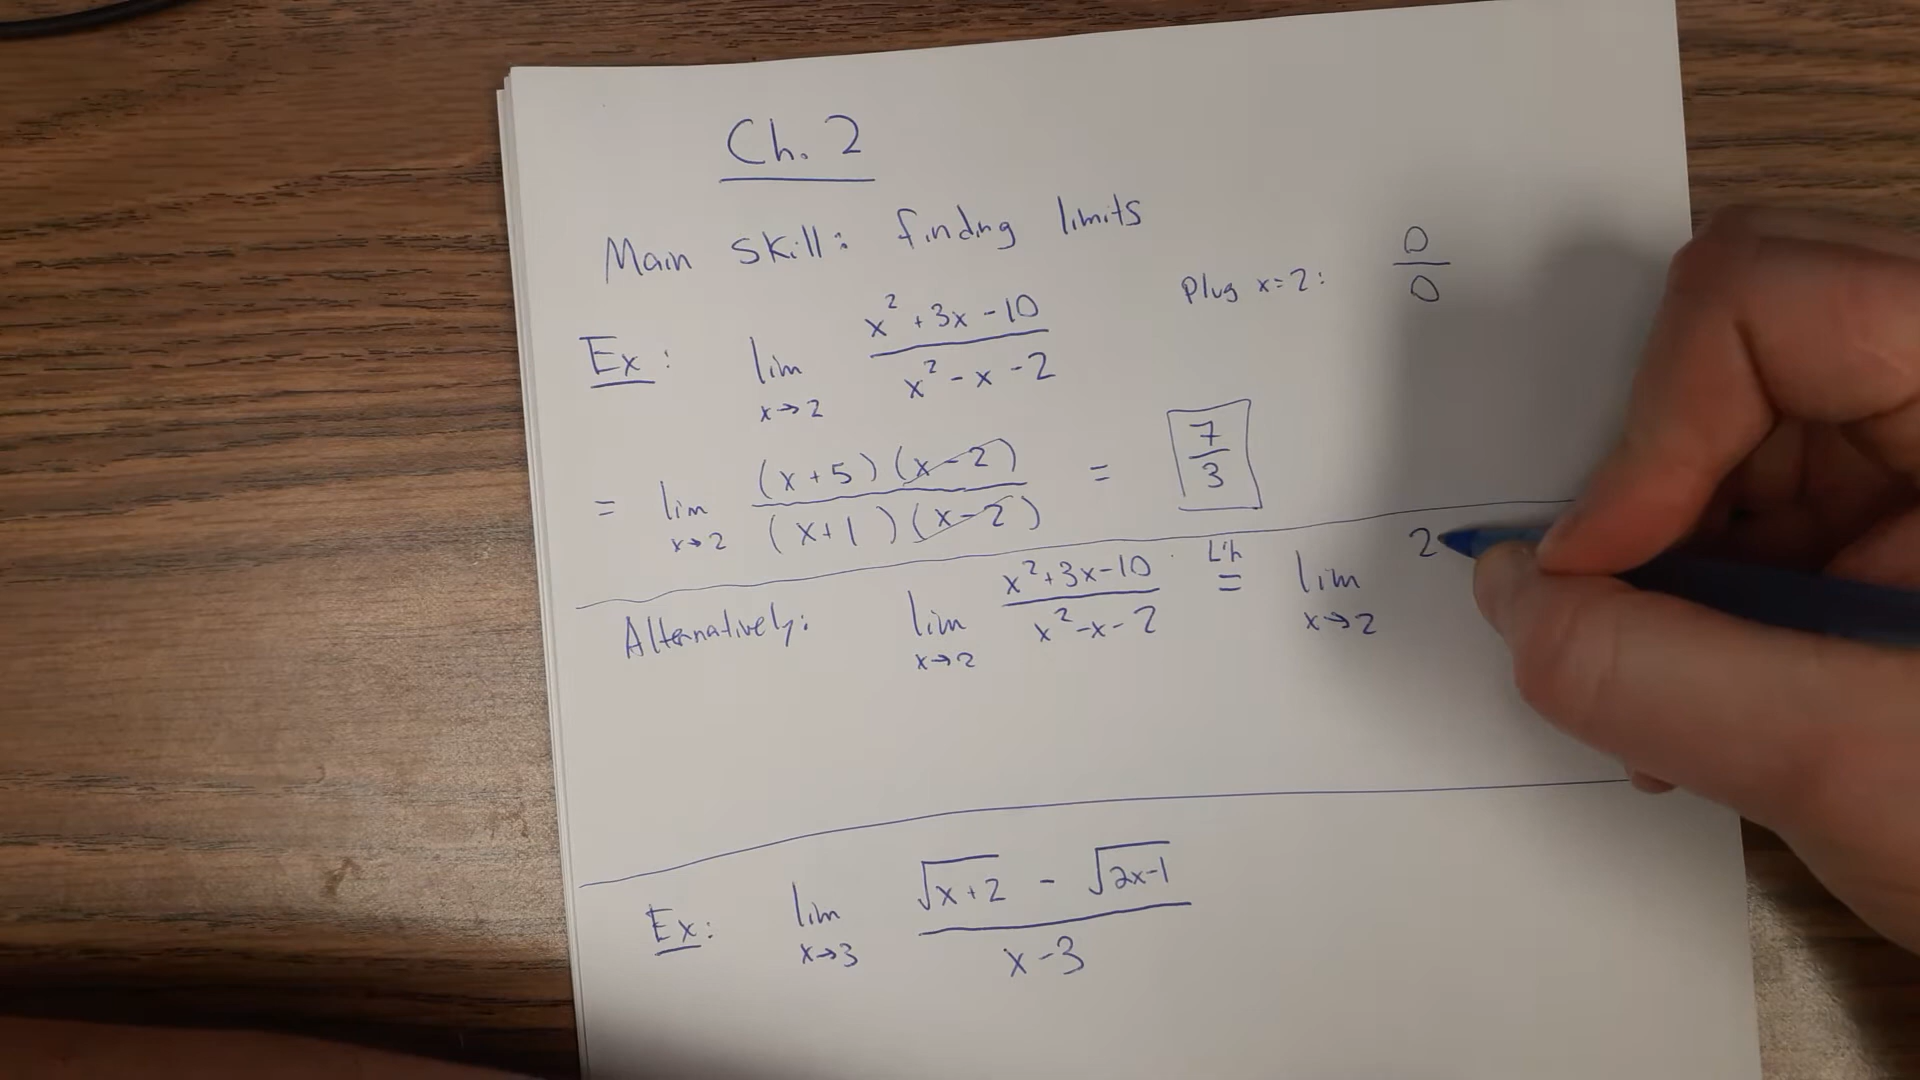 Ch. 2
Main Skill: finding limits
Plug x=2: 0/0
Ex: lim x→2 (x²+3x-10)/(x²-x-2)
= lim x→2 ((x+5)(x-2))/((x+1)(x-2)) = 7/3
Alternatively: lim x→2 (x²+3x-10)/(x²-x-2) L'h = lim x→2 2
Ex: lim x→3 (√x+2 - √2x-1)/(x-3)